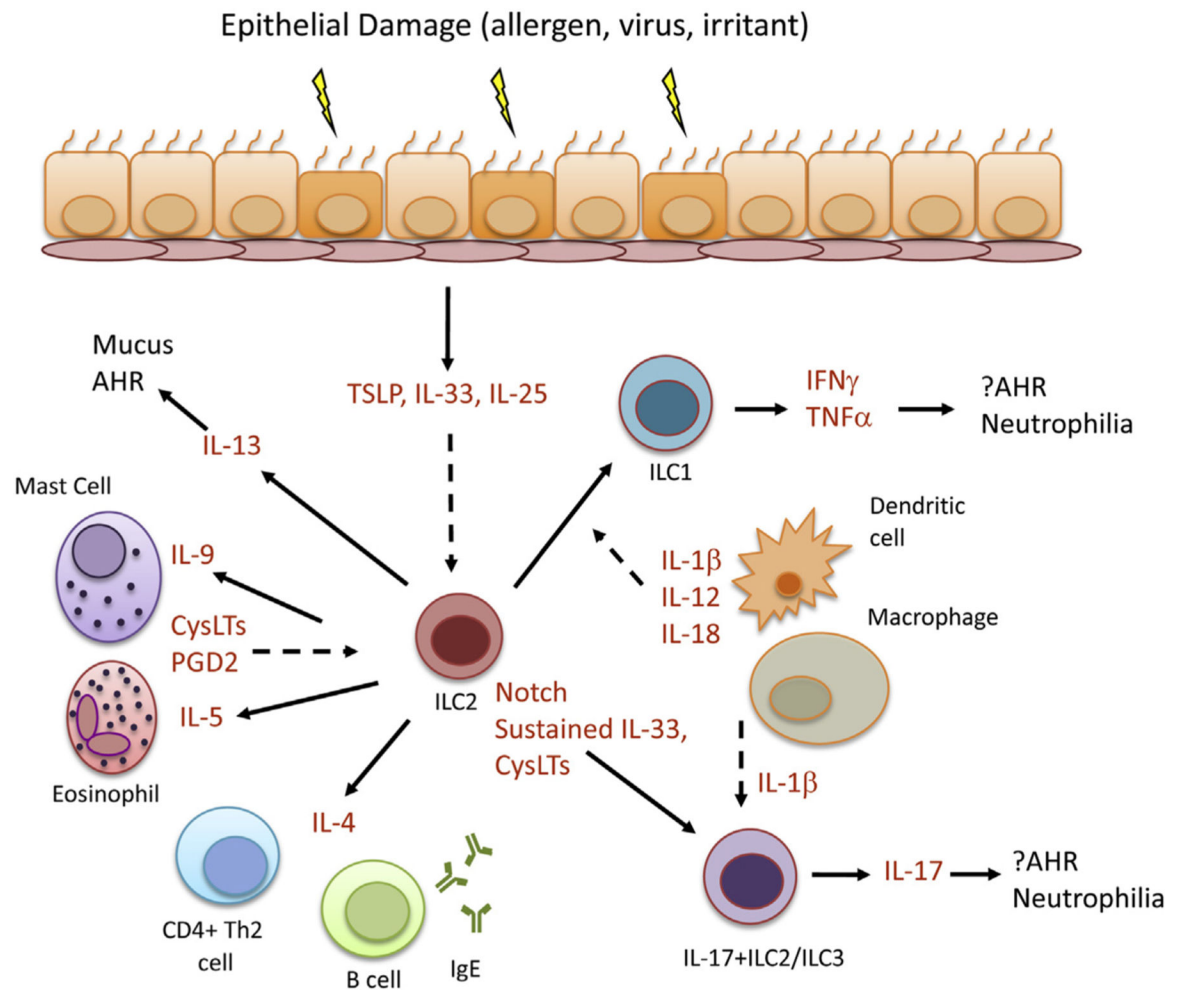 Epithelial Damage (allergen, virus, irritant)
Mucus
AHR
TSLP, IL-33, IL-25
IL-13
ILC1
IFNγ
TNFα
?AHR
Neutrophilia
Mast Cell
IL-9
CysLTs
PGD2
IL-5
Eosinophil
ILC2
Dendritic
cell
IL-1β
IL-12
IL-18
Macrophage
Notch
Sustained IL-33,
CysLTs
IL-1β
IL-4
CD4+ Th2
cell
B cell
IgE
IL-17+ILC2/ILC3
IL-17
?AHR
Neutrophilia